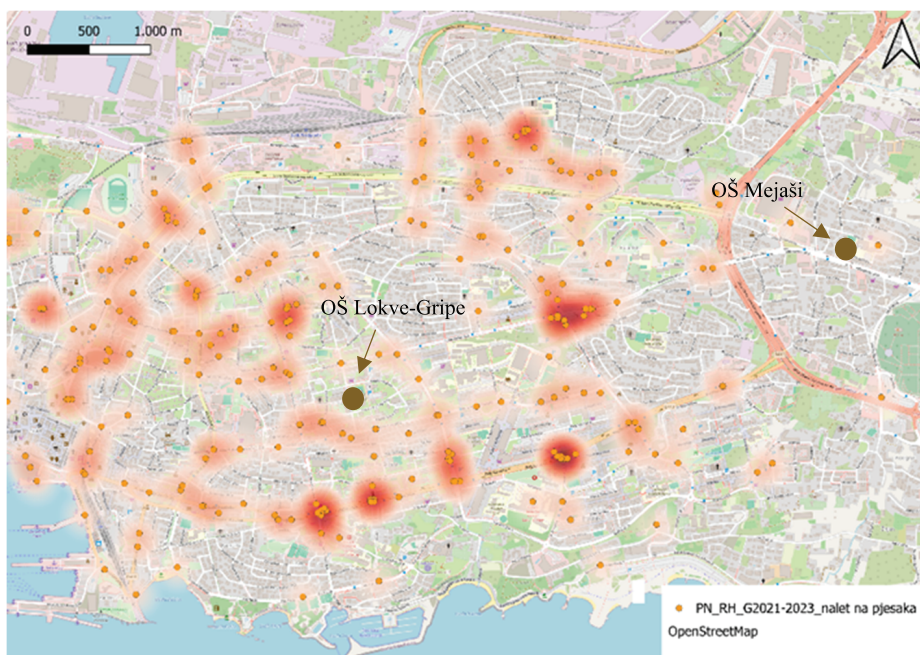 0 500 1.000 m
OŠ Mejaši
OŠ Lokve-Gripe
PN_RH_G2021-2023_nalet na pjesaka
OpenStreetMap